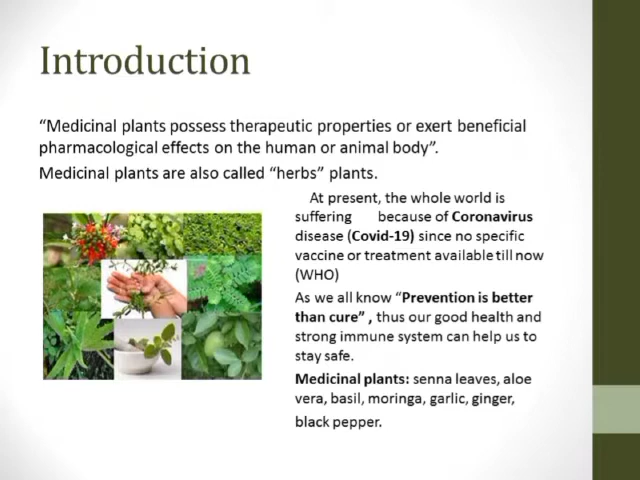 Introduction
“Medicinal plants possess therapeutic properties or exert beneficial
pharmacological effects on the human or animal body”.
Medicinal plants are also called “herbs” plants.
At present, the whole world is
suffering because of Coronavirus
disease (Covid-19) since no specific
vaccine or treatment available till now
(WHO)
As we all know “Prevention is better
than cure” , thus our good health and
strong immune system can help us to
stay safe.
Medicinal plants: senna leaves, aloe
vera, basil, moringa, garlic, ginger,
black pepper.